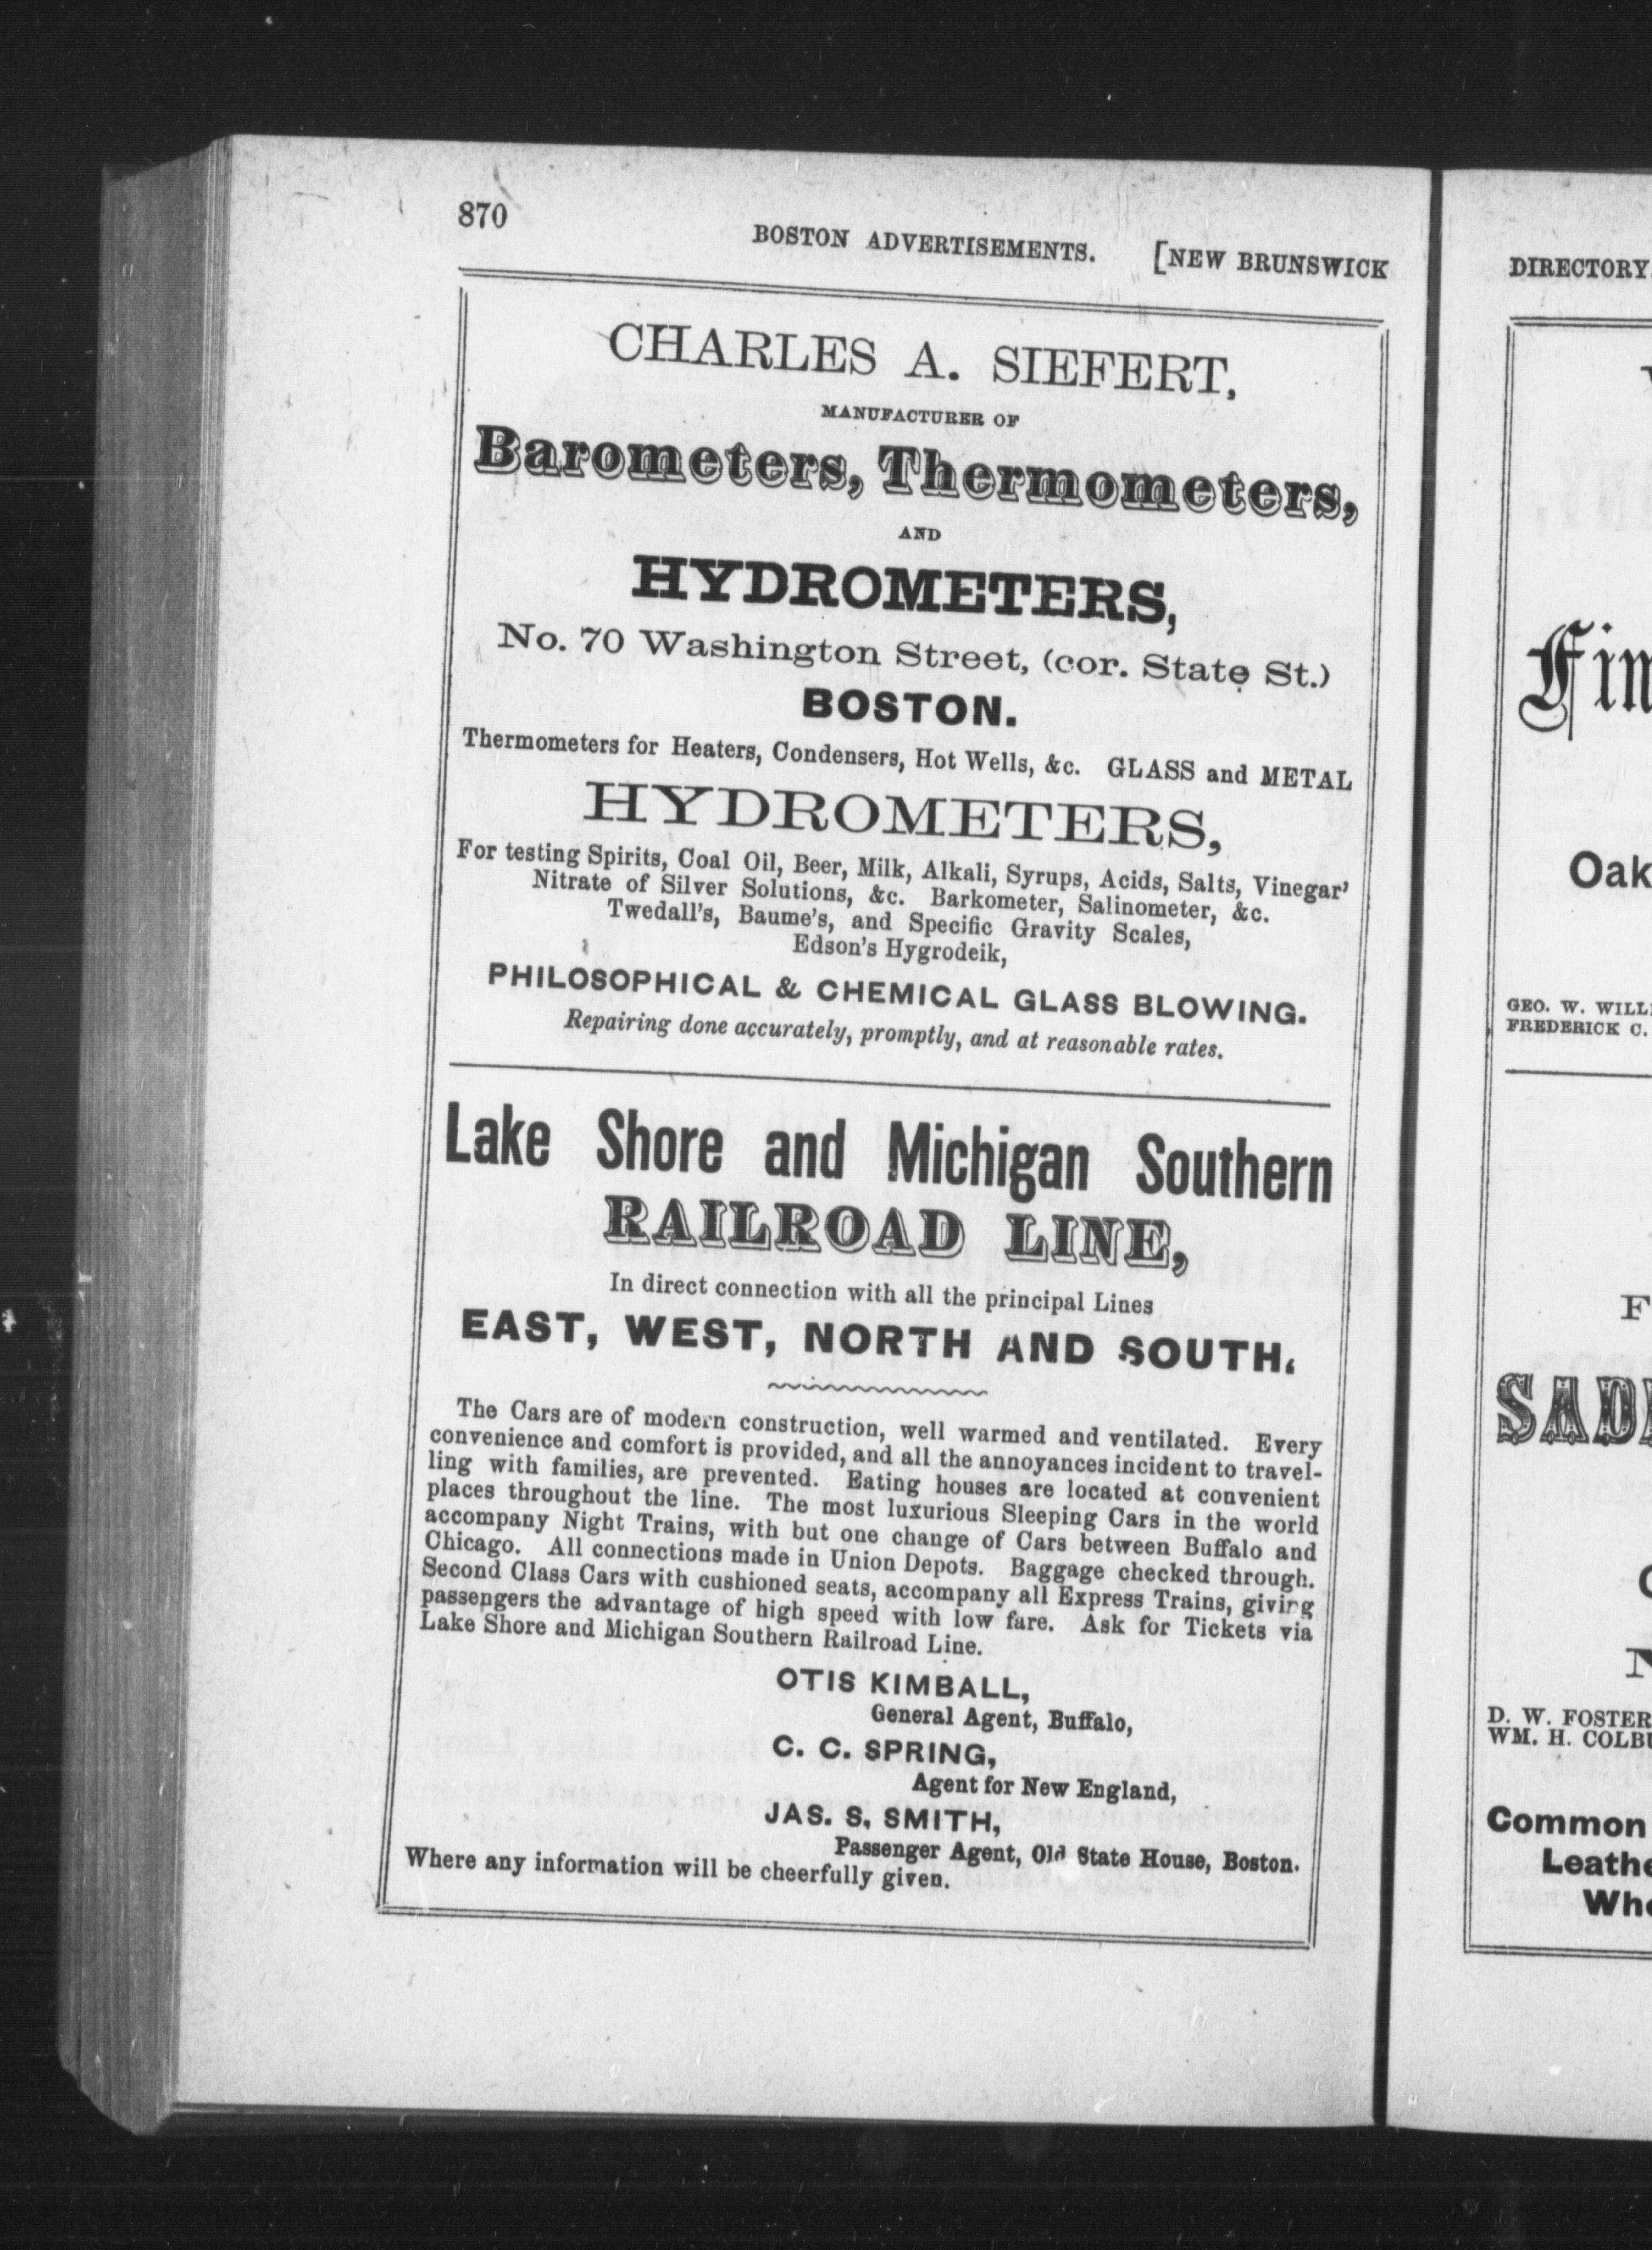 870
BOSTON ADVERTISEMENTS. [NEW BRUNSWICK
CHARLES A. SIEFERT,
MANUFACTURER OF
Barometers, Thermometers,
AND
HYDROMETERS,
No. 70 Washington Street, (cor. State St.)
BOSTON.
Thermometers for Heaters, Condensers, Hot Wells, &c. GLASS and METAL
HYDROMETERS,
For testing Spirits, Coal Oil, Beer, Milk, Alkali, Syrups, Acids, Salts, Vinegar'
Nitrate of Silver Solutions, &c. Barkometer, Salinometer, &c.
Twedall's, Baume's, and Specific Gravity Scales,
Edson's Hygrodeik,
PHILOSOPHICAL & CHEMICAL GLASS BLOWING.
Repairing done accurately, promptly, and at reasonable rates.
Lake Shore and Michigan Southern
RAILROAD LINE,
In direct connection with all the principal Lines
EAST, WEST, NORTH AND SOUTH.
The Cars are of modern construction, well warmed and ventilated. Every
convenience and comfort is provided, and all the annoyances incident to travel-
ling with families, are prevented. Eating houses are located at convenient
places throughout the line. The most luxurious Sleeping Cars in the world
accompany Night Trains, with but one change of Cars between Buffalo and
Chicago. All connections made in Union Depots. Baggage checked through.
Second Class Cars with cushioned seats, accompany all Express Trains, giving
passengers the advantage of high speed with low fare. Ask for Tickets via
Lake Shore and Michigan Southern Railroad Line.
OTIS KIMBALL,
General Agent, Buffalo,
C. C. SPRING,
Agent for New England,
JAS. S. SMITH,
Passenger Agent, Old State House, Boston.
Where any information will be cheerfully given.
DIRECTORY.
Oak
GEO. W. WILL
FREDERICK C.
F
D. W. FOSTER
WM. H. COLBU
Common
Leathe
Who